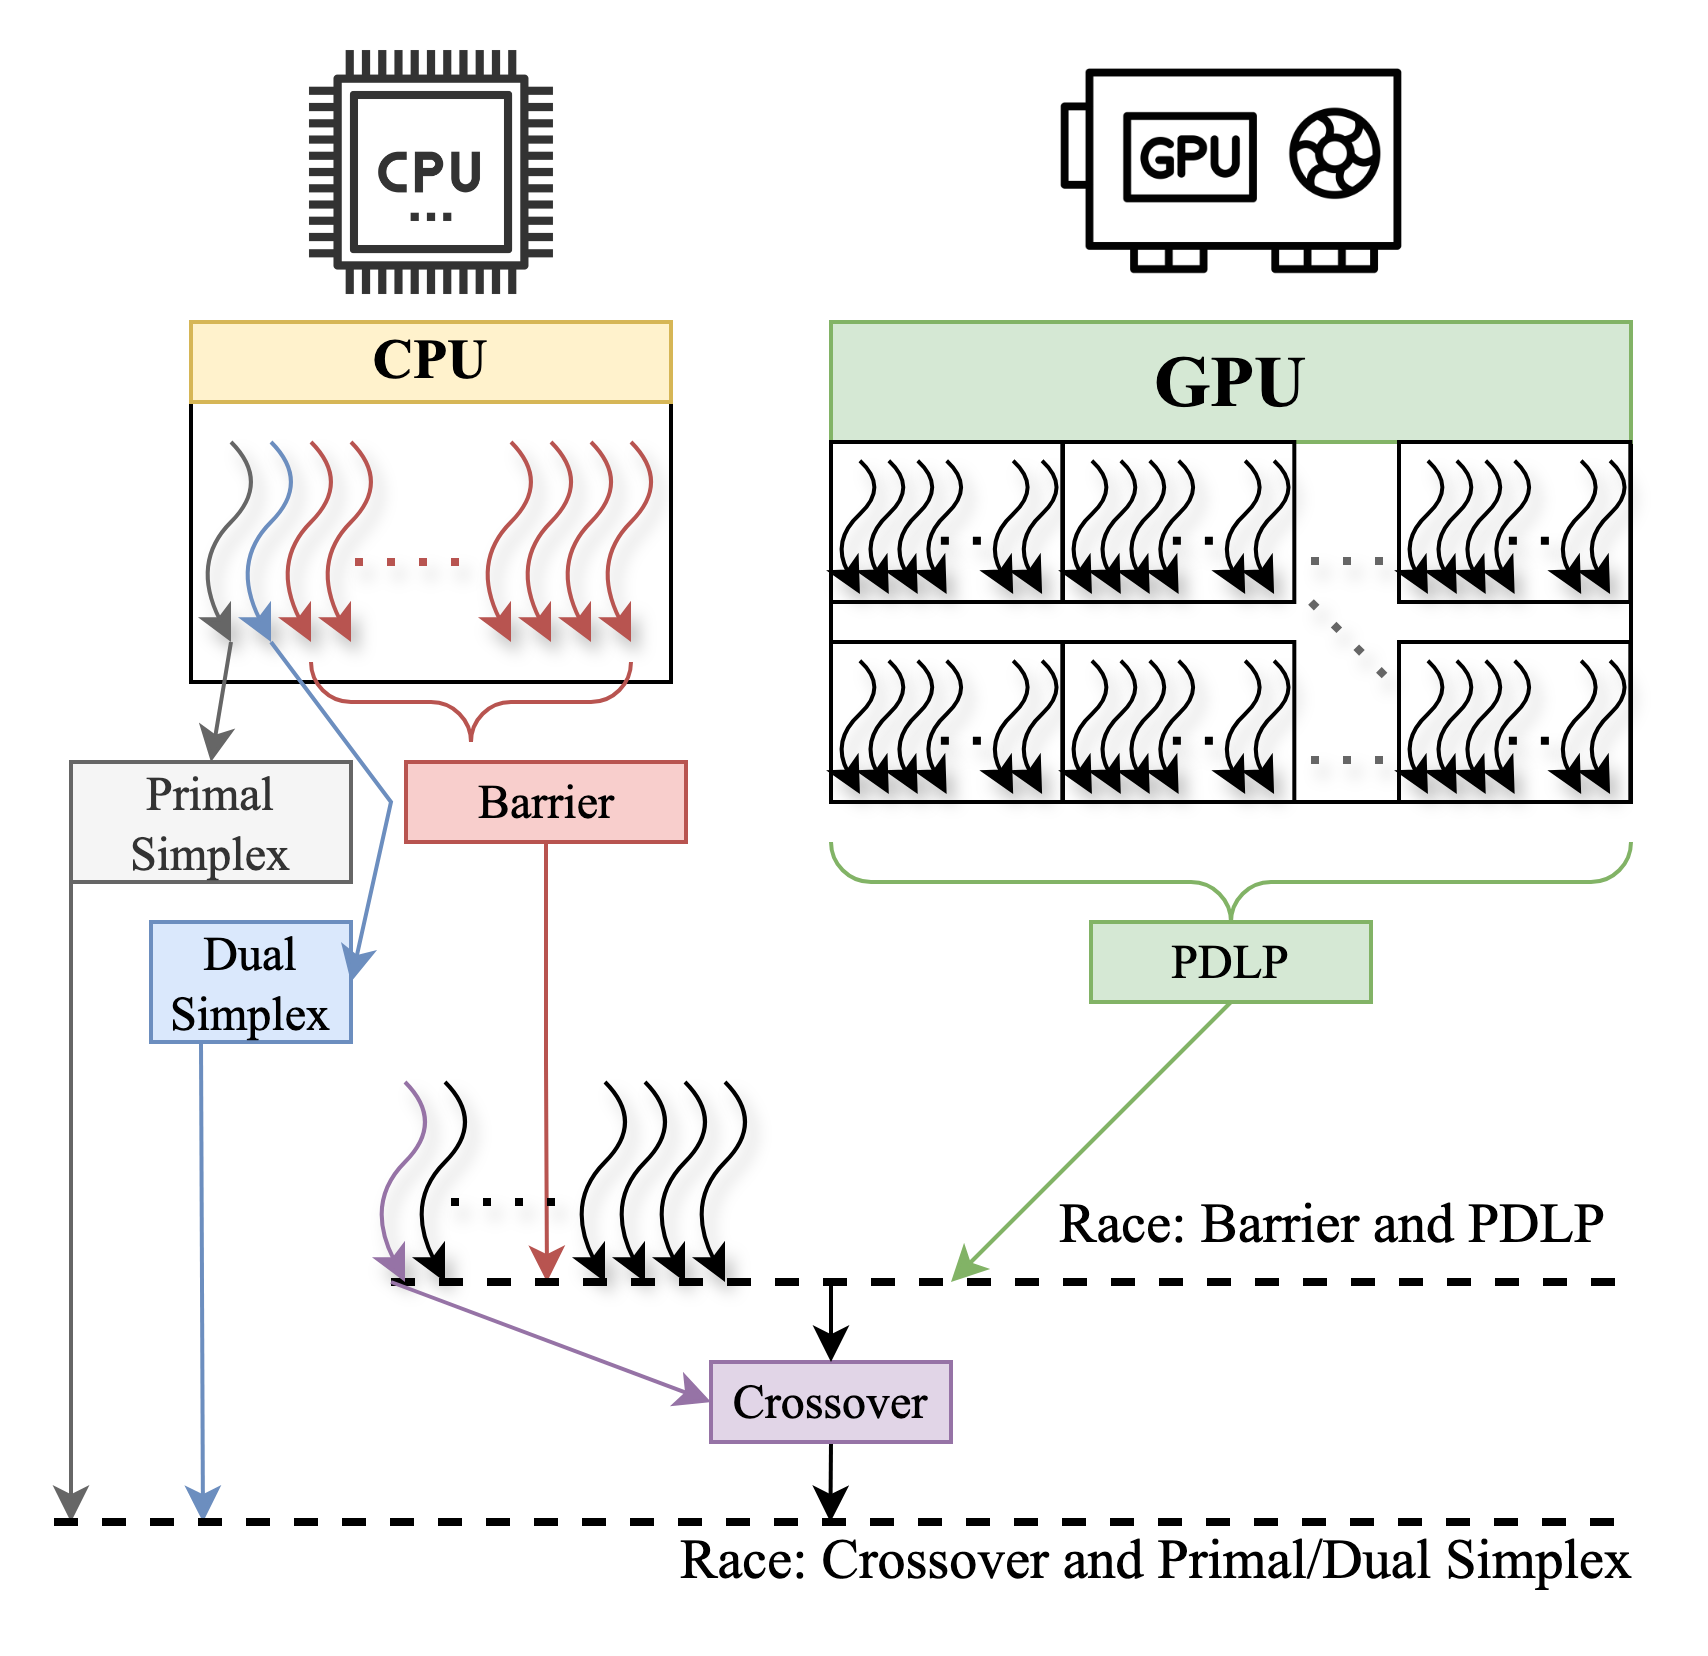 CPU
GPU
CPU
GPU
Primal
Simplex
Barrier
Dual
Simplex
PDLP
Race: Barrier and PDLP
Crossover
Race: Crossover and Primal/Dual Simplex